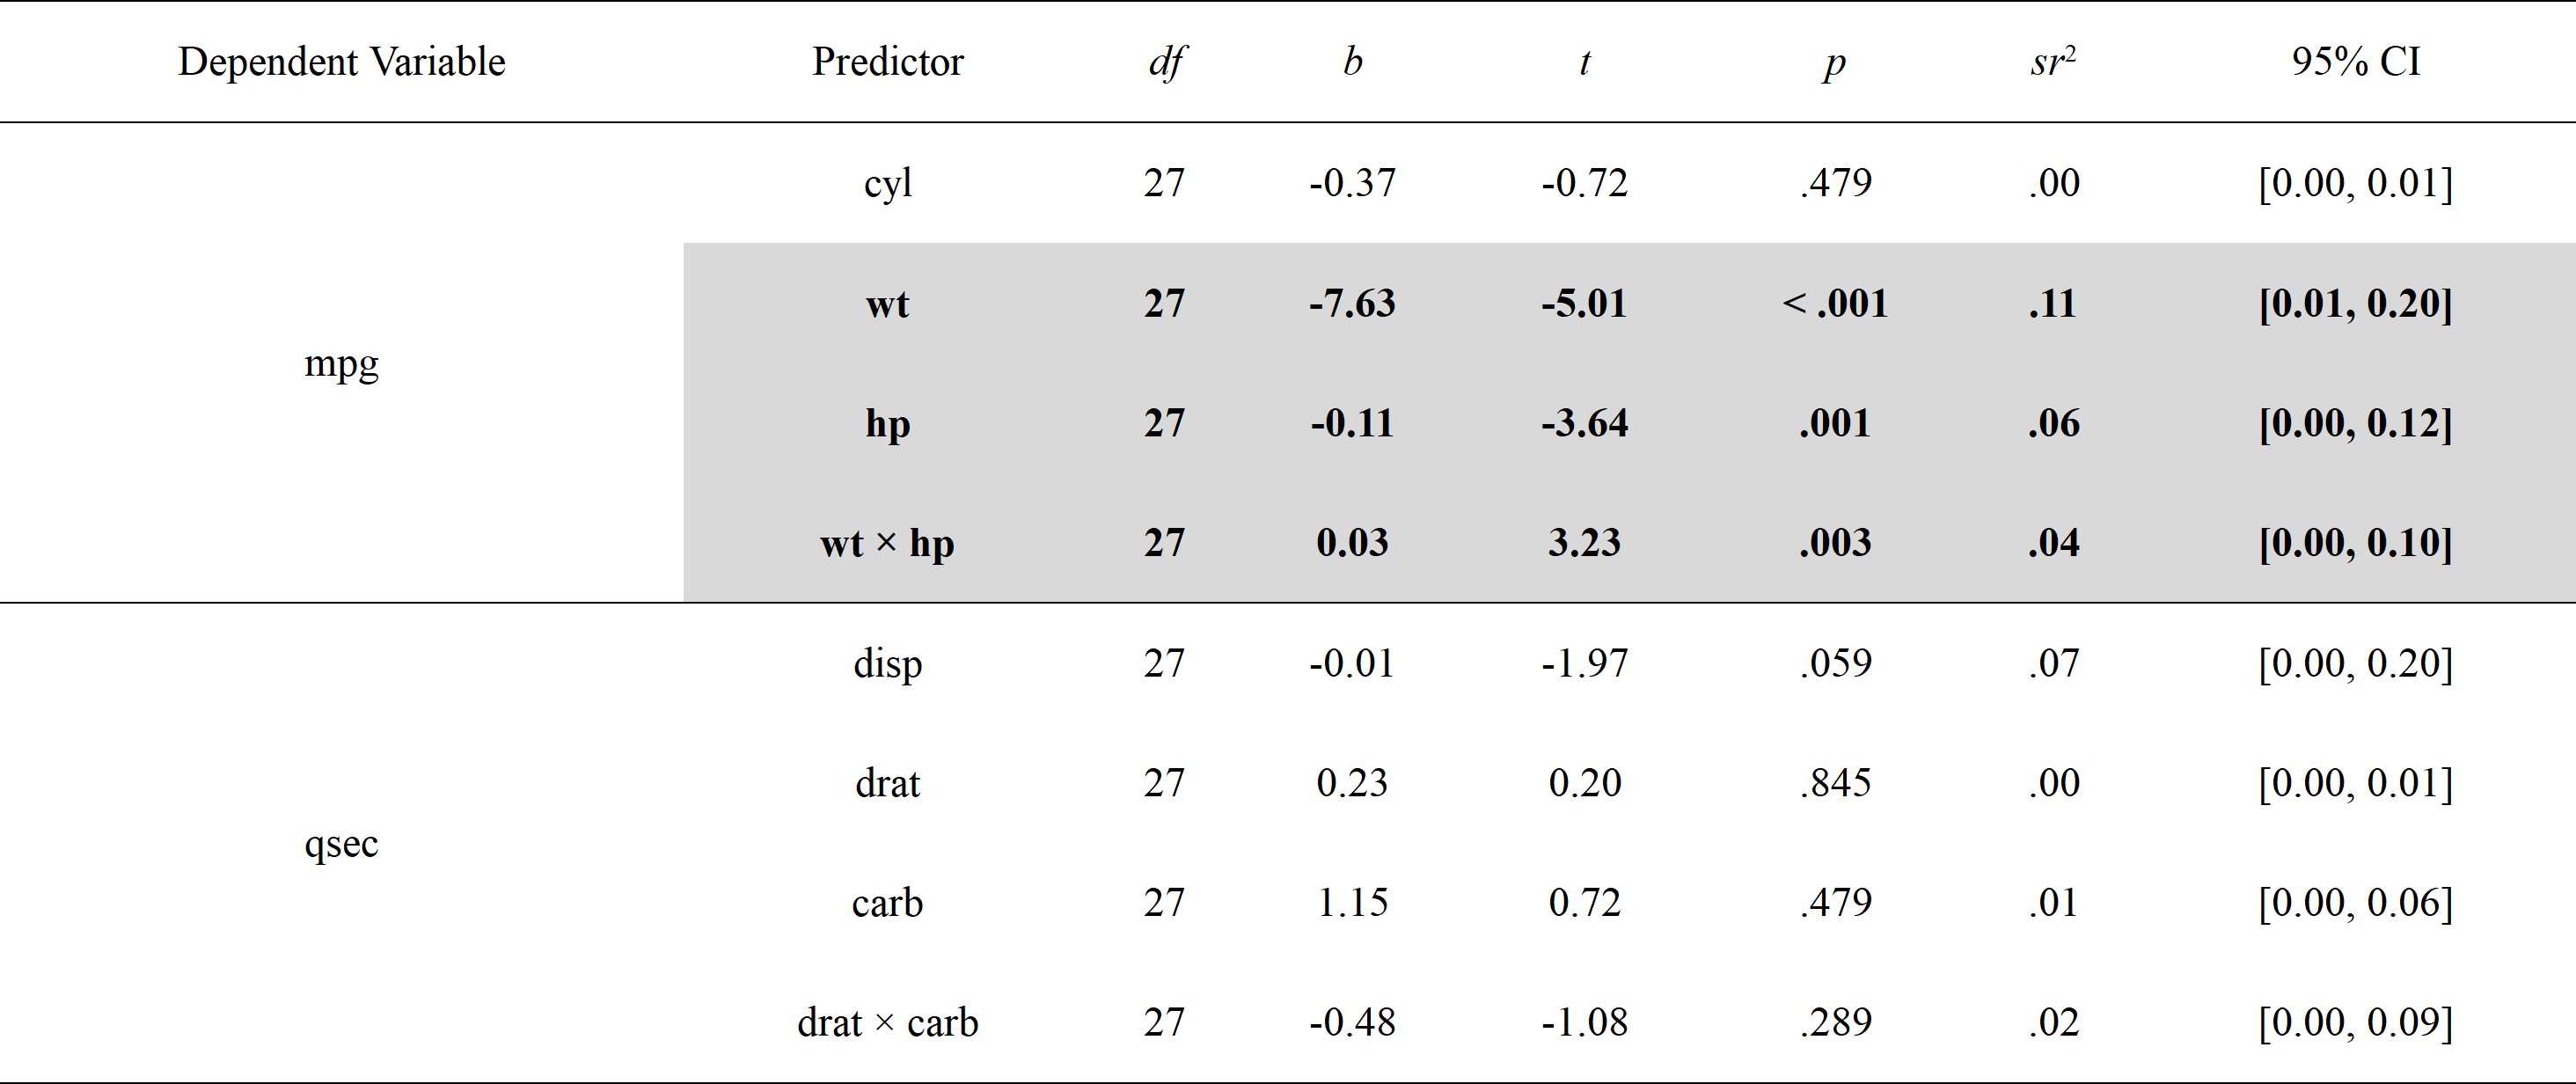 Dependent Variable Predictor df b t p sr² 95% CI
cyl 27 -0.37 -0.72 .479 .00 [0.00, 0.01]
wt 27 -7.63 -5.01 < .001 .11 [0.01, 0.20]
mpg
hp 27 -0.11 -3.64 .001 .06 [0.00, 0.12]
wt × hp 27 0.03 3.23 .003 .04 [0.00, 0.10]
disp 27 -0.01 -1.97 .059 .07 [0.00, 0.20]
drat 27 0.23 0.20 .845 .00 [0.00, 0.01]
qsec
carb 27 1.15 0.72 .479 .01 [0.00, 0.06]
drat × carb 27 -0.48 -1.08 .289 .02 [0.00, 0.09]